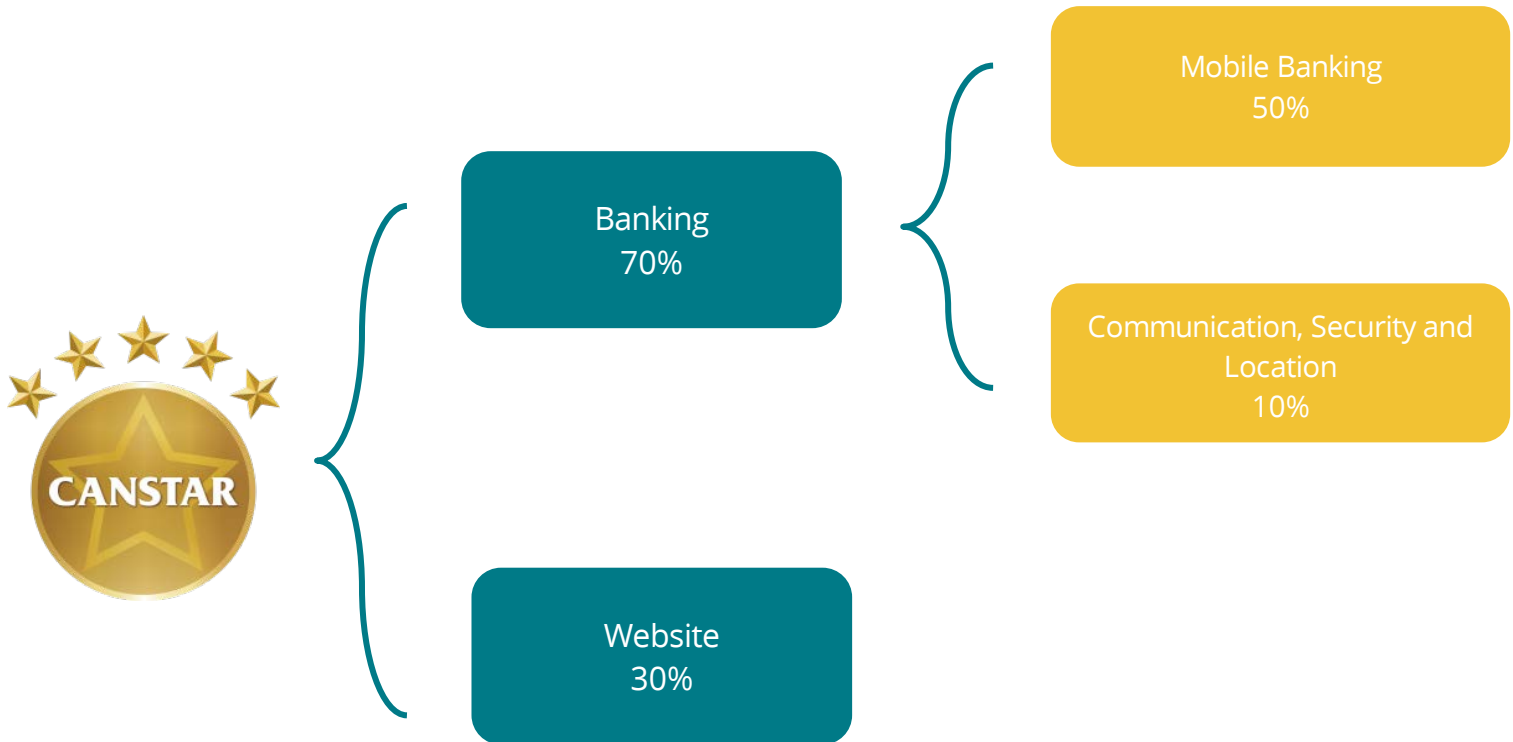 Mobile Banking
50%
Banking
70%
Communication, Security and
Location
10%
CANSTAR
Website
30%